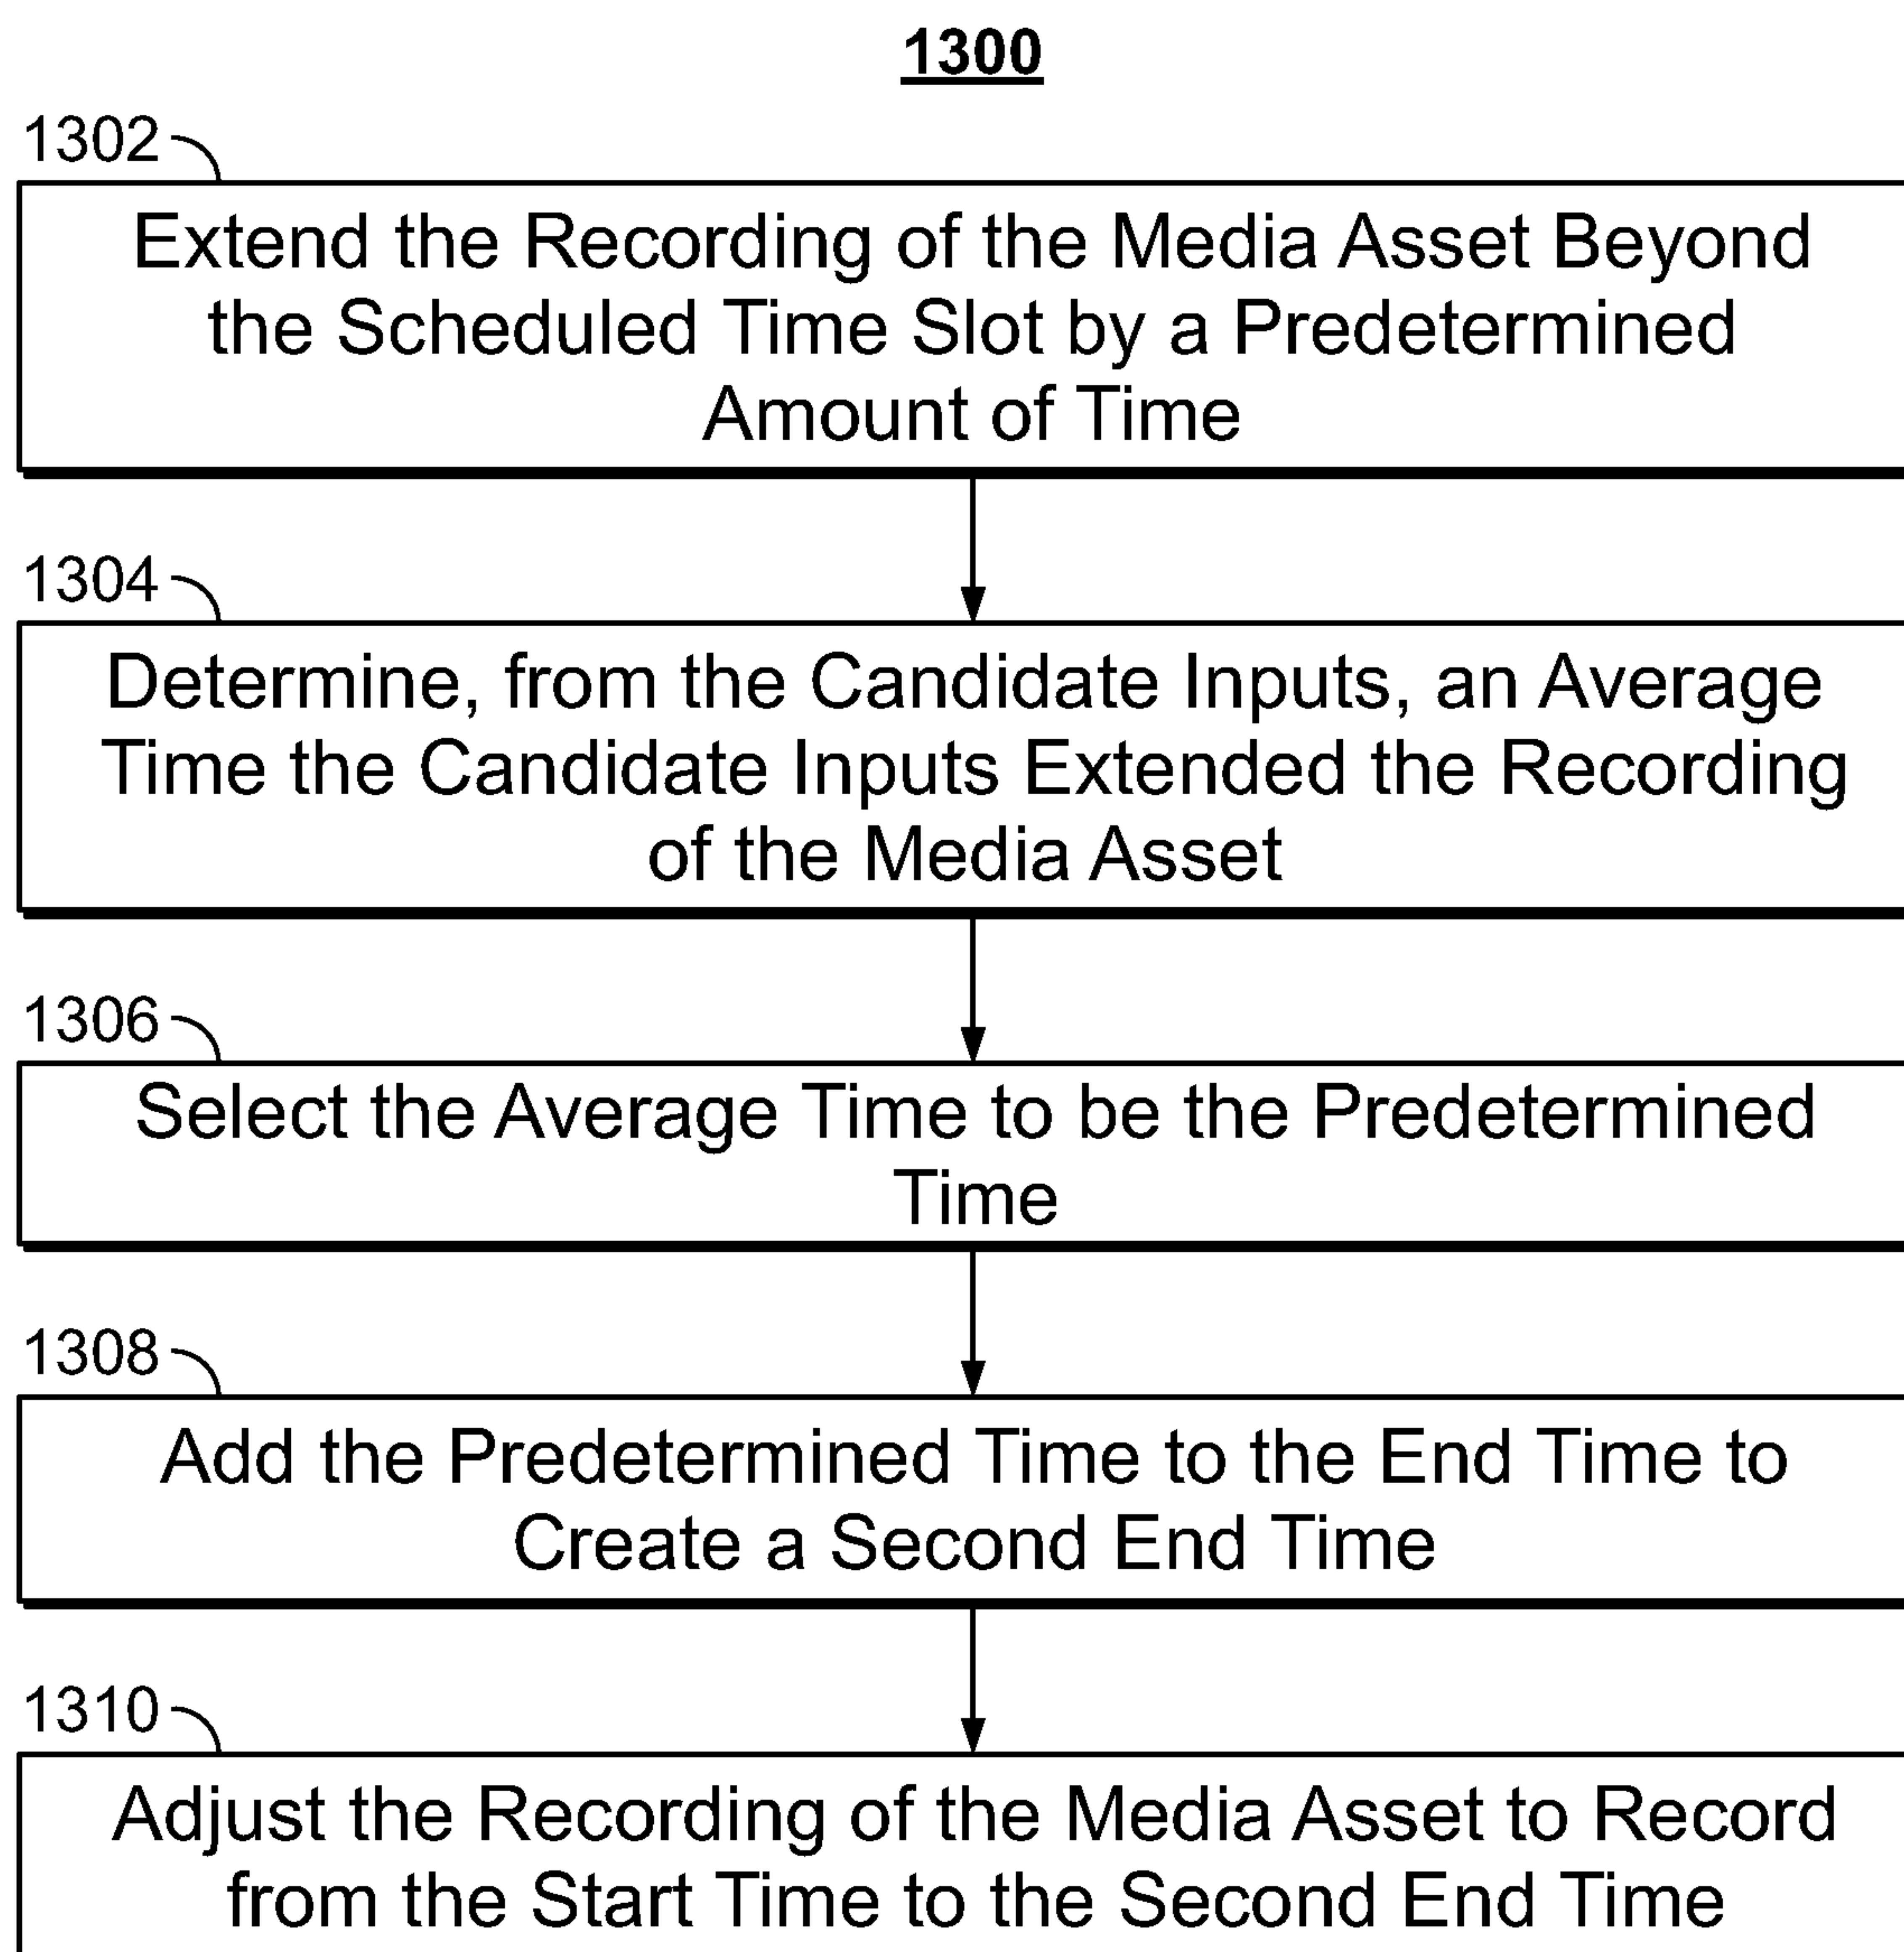 1300
1302
Extend the Recording of the Media Asset Beyond
the Scheduled Time Slot by a Predetermined
Amount of Time
1304
Determine, from the Candidate Inputs, an Average
Time the Candidate Inputs Extended the Recording
of the Media Asset
1306
Select the Average Time to be the Predetermined
Time
1308
Add the Predetermined Time to the End Time to
Create a Second End Time
1310
Adjust the Recording of the Media Asset to Record
from the Start Time to the Second End Time